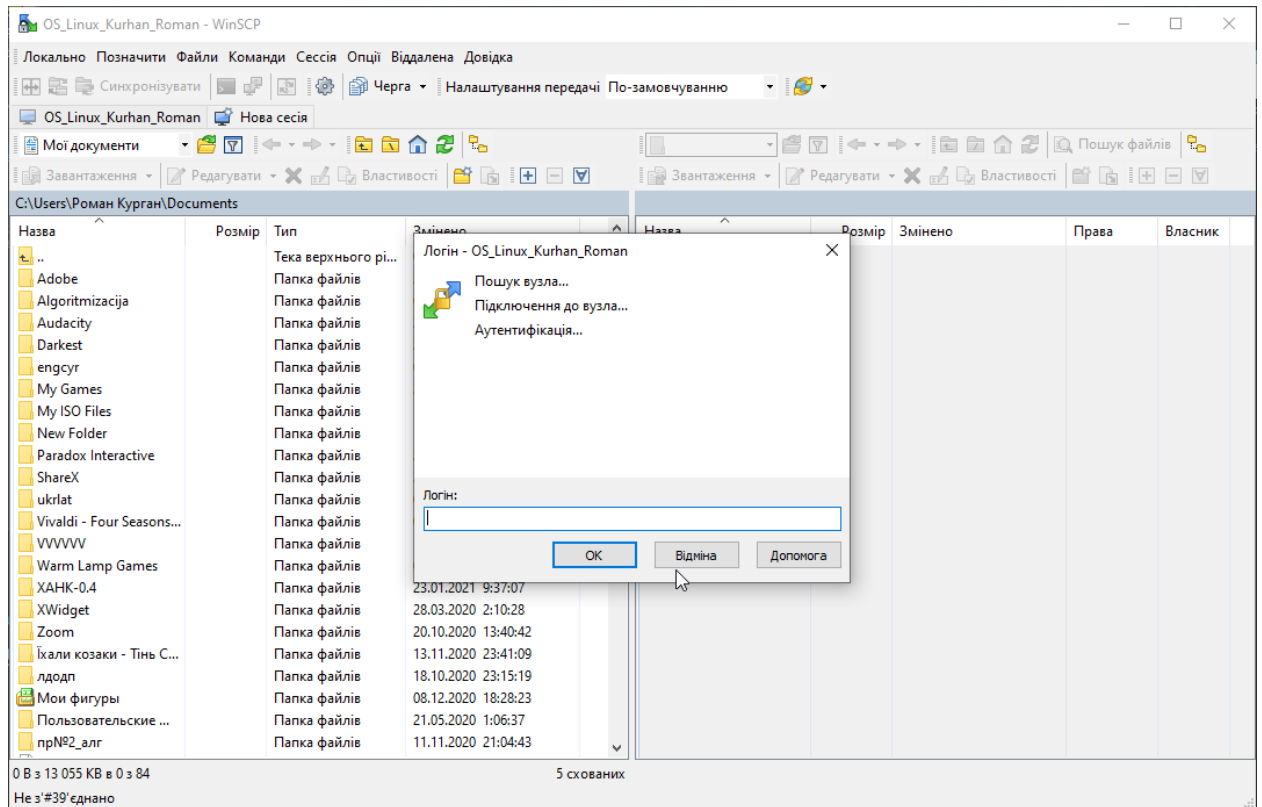 OS_Linux_Kurhan_Roman - WinSCP
Локально Позначити Файли Команди Сессія Опції Віддалена Довідка
Синхронізувати Черга Налаштування передачі По-замовчуванню
OS_Linux_Kurhan_Roman Нова сесія
Мої документи Пошук файлів
Завантаження Редагувати Властивості Звантаження Редагувати Властивості
C:\Users\Роман Курган\Documents
Назва Розмір Тип Змінено Назва Розмір Змінено Права Власник
.. Тека верхнього рі...
Adobe Папка файлів
Algoritmizacija Папка файлів
Audacity Папка файлів
Darkest Папка файлів
engcyr Папка файлів
My Games Папка файлів
My ISO Files Папка файлів
New Folder Папка файлів
Paradox Interactive Папка файлів
ShareX Папка файлів
ukrlat Папка файлів
Vivaldi - Four Seasons... Папка файлів
VVVVVV Папка файлів
Warm Lamp Games Папка файлів
ХАНК-0.4 Папка файлів 23.01.2021 9:37:07
XWidget Папка файлів 28.03.2020 2:10:28
Zoom Папка файлів 20.10.2020 13:40:42
Їхали козаки - Тінь С... Папка файлів 13.11.2020 23:41:09
лдодп Папка файлів 18.10.2020 23:15:19
Мои фигуры Папка файлів 08.12.2020 18:28:23
Пользовательские ... Папка файлів 21.05.2020 1:06:37
пр№2_алг Папка файлів 11.11.2020 21:04:43
Логін - OS_Linux_Kurhan_Roman
Пошук вузла...
Підключення до вузла...
Аутентифікація...
Логін:
OK Відміна Допомога
0 B з 13 055 KB в 0 з 84 5 схованих
Не з'#39'єднано